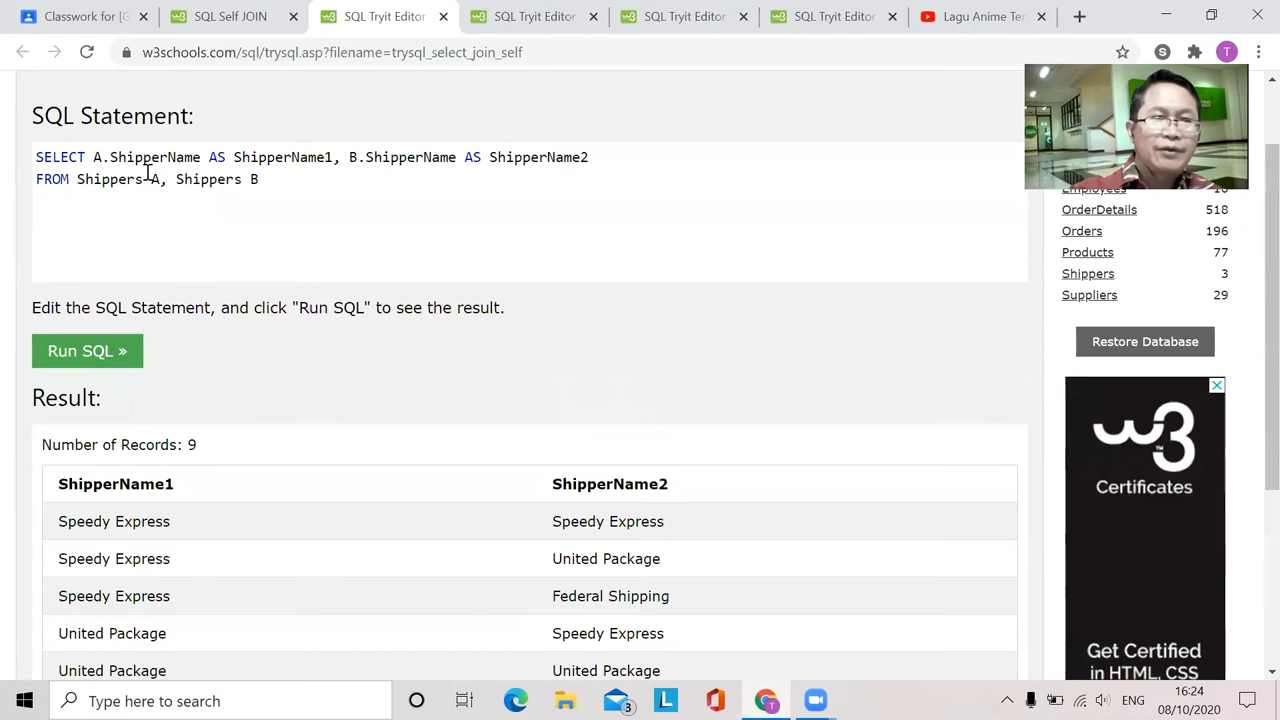 Classwork for [G
SQL Self JOIN
SQL Tryit Editor
SQL Tryit Editor
SQL Tryit Editor
SQL Tryit Editor
Lagu Anime Ter
w3schools.com/sql/trysql.asp?filename=trysql_select_join_self
S
T
SQL Statement:
SELECT A.ShipperName AS ShipperName1, B.ShipperName AS ShipperName2
FROM Shippers A, Shippers B
Edit the SQL Statement, and click "Run SQL" to see the result.
Run SQL »
Result:
Number of Records: 9
ShipperName1 ShipperName2
Speedy Express Speedy Express
Speedy Express United Package
Speedy Express Federal Shipping
United Package Speedy Express
United Package United Package
Employees 10
OrderDetails 518
Orders 196
Products 77
Shippers 3
Suppliers 29
Restore Database
w3
Certificates
Get Certified
in HTML, CSS
Type here to search
3
L
T
ENG
16:24
08/10/2020